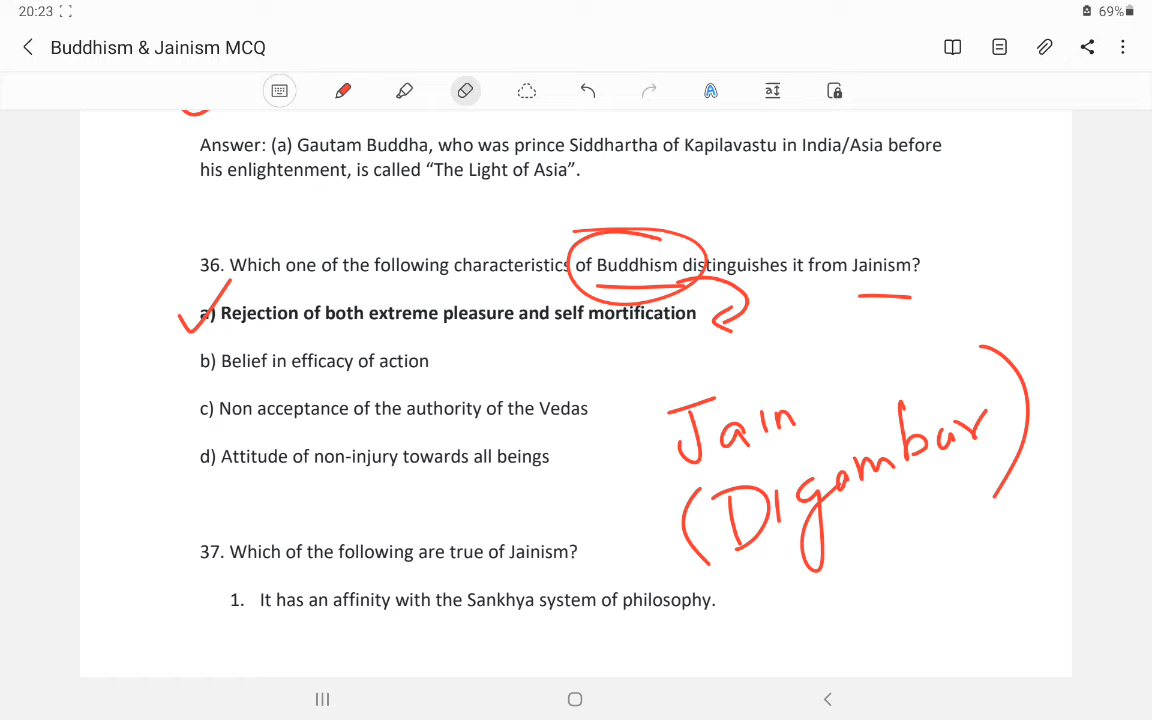 20:23
69%
Buddhism & Jainism MCQ
Answer: (a) Gautam Buddha, who was prince Siddhartha of Kapilavastu in India/Asia before
his enlightenment, is called “The Light of Asia”.
36. Which one of the following characteristics of Buddhism distinguishes it from Jainism?
a) Rejection of both extreme pleasure and self mortification
b) Belief in efficacy of action
c) Non acceptance of the authority of the Vedas
d) Attitude of non-injury towards all beings
Jain
(Digambar)
37. Which of the following are true of Jainism?
1. It has an affinity with the Sankhya system of philosophy.